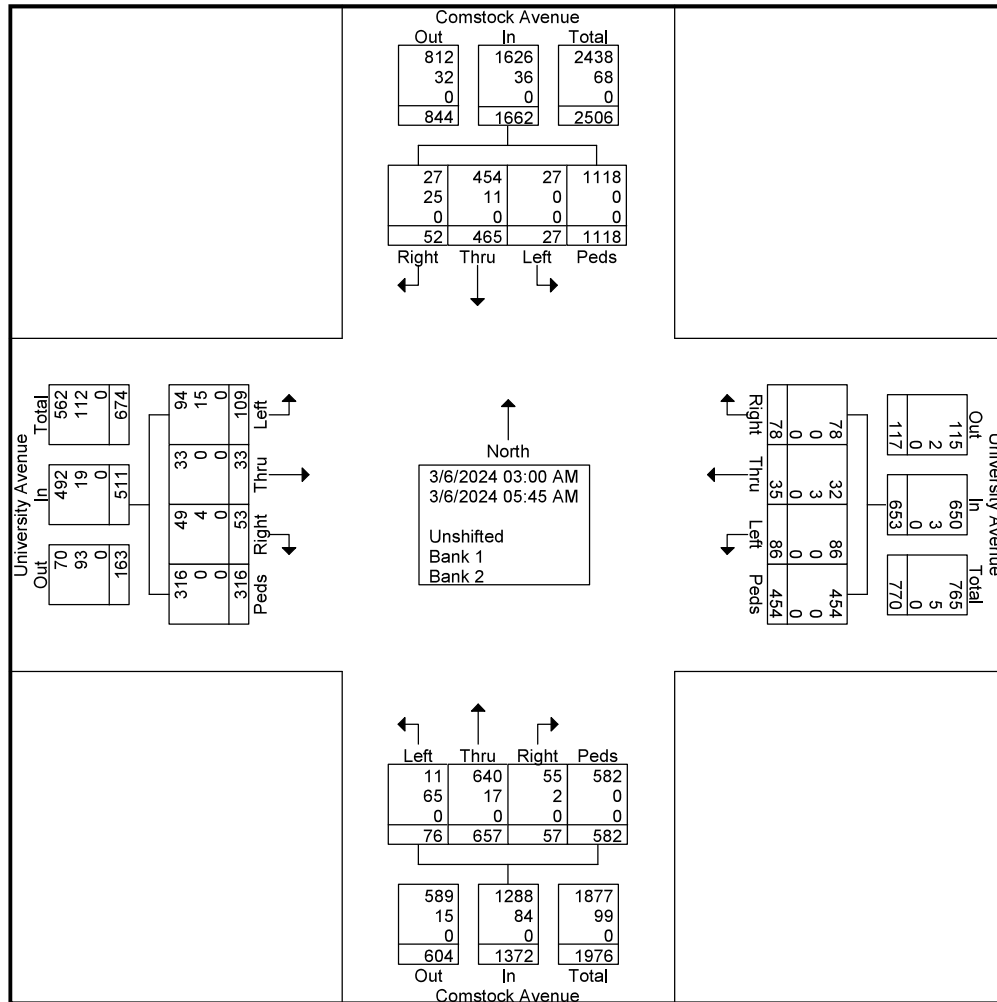 Comstock Avenue
Out In Total
812 1626 2438
32 36 68
0 0 0
844 1662 2506
27 454 27 1118
25 11 0 0
0 0 0 0
52 465 27 1118
Right Thru Left Peds
University Avenue
Total In Out
562 492 70
112 19 93
0 0 0
674 511 163
94 33 49 316
15 0 4 0
0 0 0 0
109 33 53 316
Left Thru Right Peds
North
3/6/2024 03:00 AM
3/6/2024 05:45 AM
Unshifted
Bank 1
Bank 2
Right Thru Left Peds
78 32 86 454
0 3 0 0
0 0 0 0
78 35 86 454
University Avenue
Out In Total
115 650 765
2 3 5
0 0 0
117 653 770
Left Thru Right Peds
11 640 55 582
65 17 2 0
0 0 0 0
76 657 57 582
589 1288 1877
15 84 99
0 0 0
604 1372 1976
Out In Total
Comstock Avenue